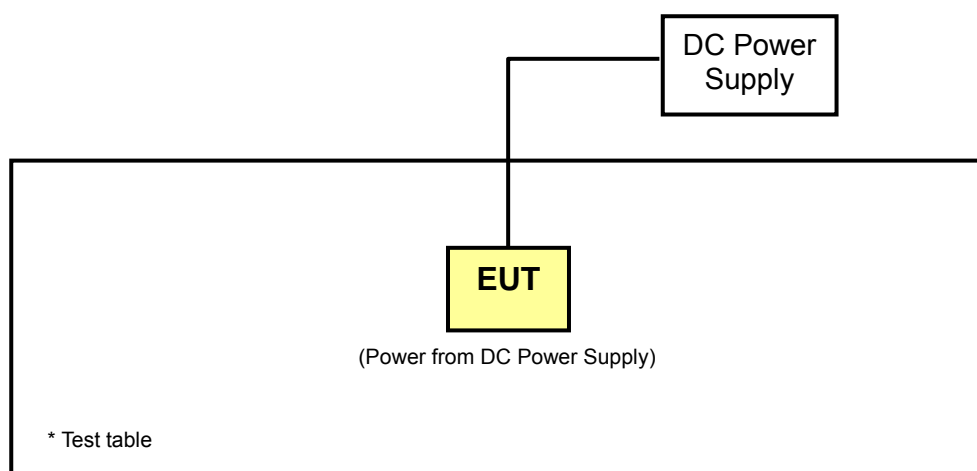 DC Power
Supply
EUT
(Power from DC Power Supply)
* Test table